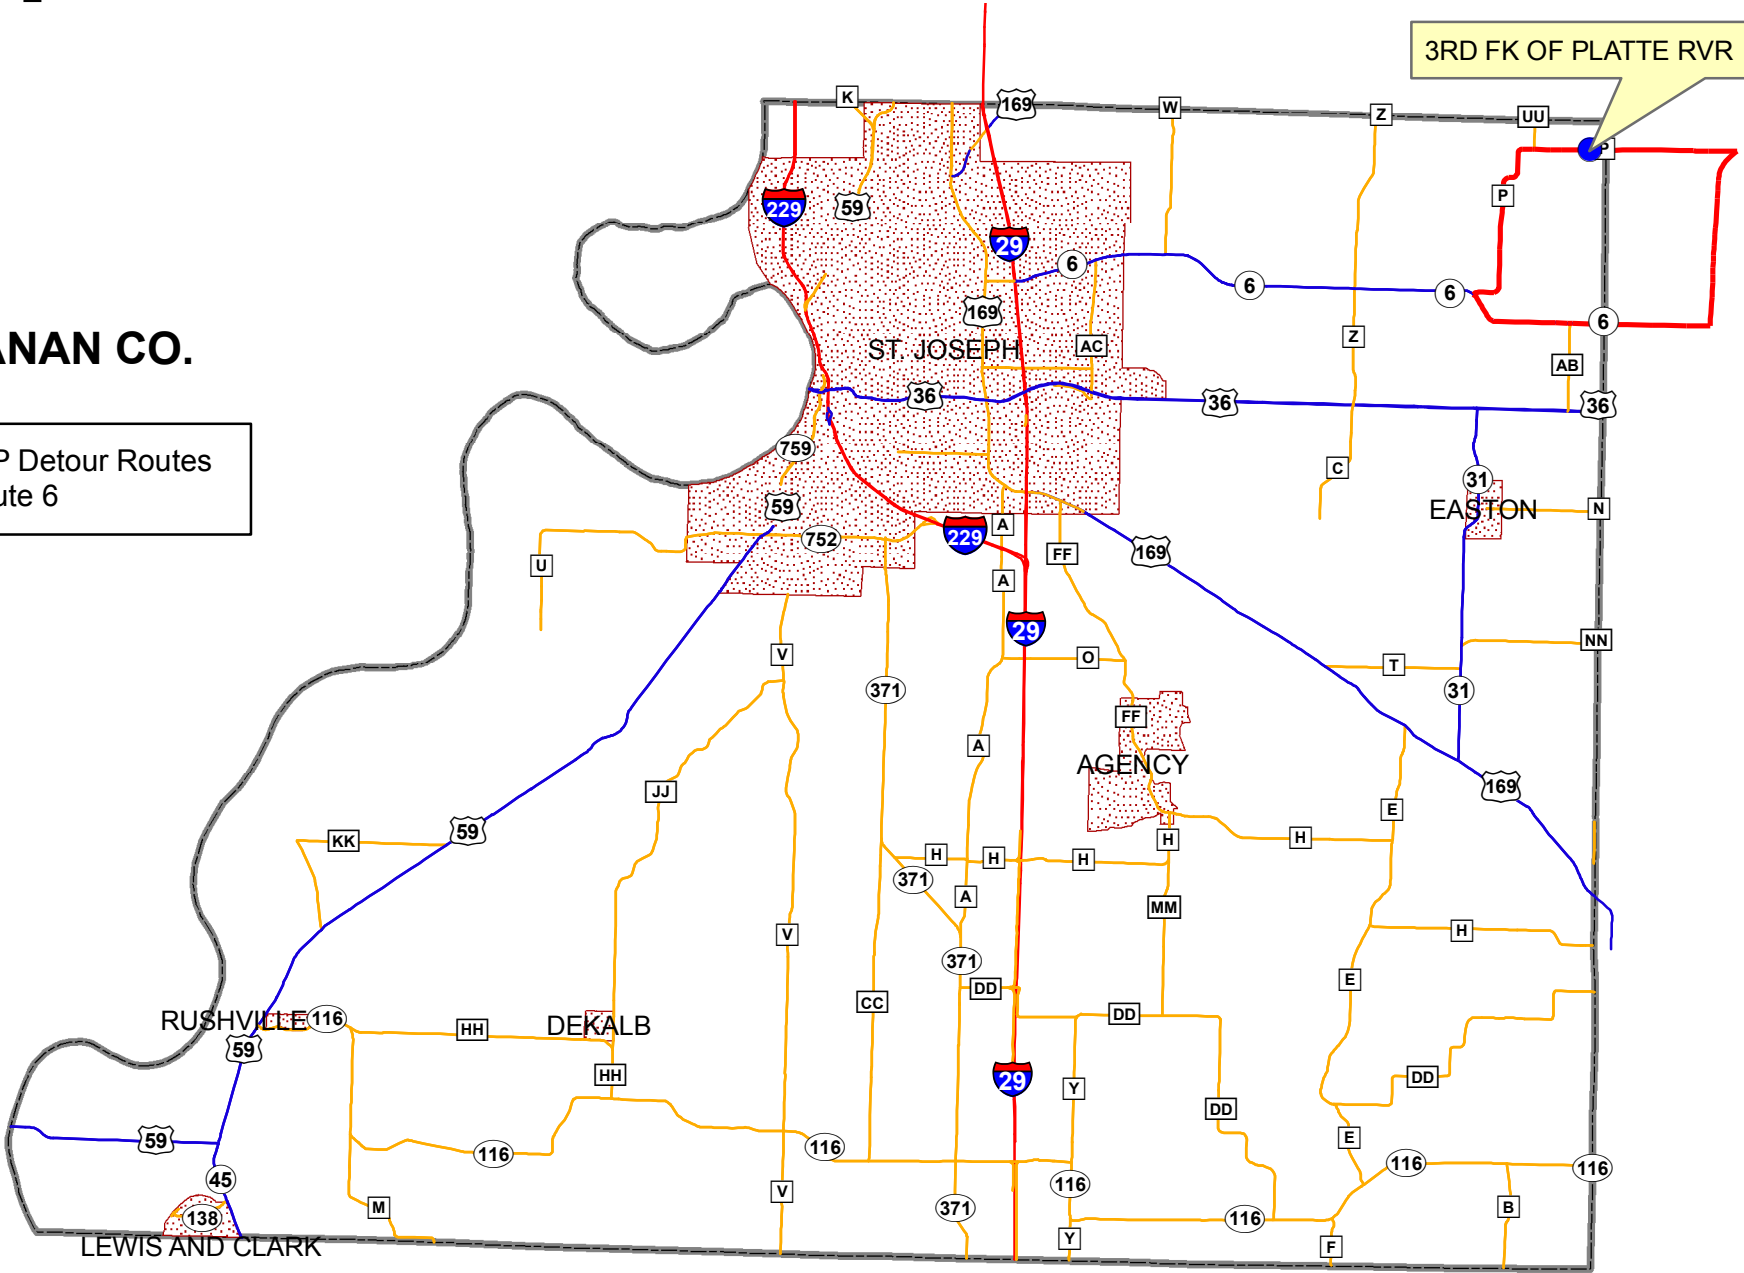 3RD FK OF PLATTE RVR
K
169
W
Z
UU
P
P
229
59
29
6
6
6
6
169
AC
ST. JOSEPH
Z
AB
ANAN CO.
36
36
36
P Detour Routes
ute 6
759
59
C
31
EASTON
N
752
229
A
FF
169
U
A
29
NN
V
O
T
371
31
FF
A
AGENCY
JJ
169
59
KK
E
H
H
H
H
H
371
A
MM
V
H
371
E
DD
CC
DD
RUSHVILLE
116
HH
DEKALB
59
HH
29
Y
DD
DD
59
116
116
E
116
116
45
116
V
M
371
138
116
B
Y
F
LEWIS AND CLARK